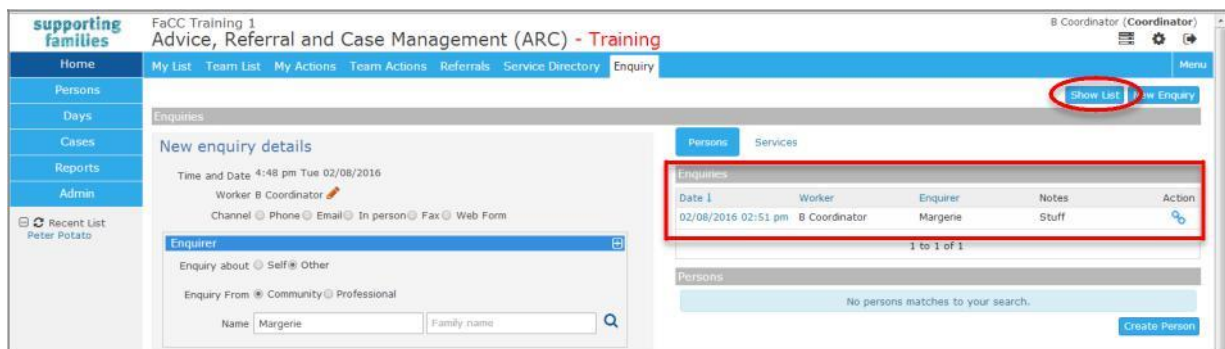 supporting
families
FaCC Training 1
Advice, Referral and Case Management (ARC) - Training
B Coordinator (Coordinator)
Home
Persons
Days
Cases
Reports
Admin
Recent List
Peter Potato
My List Team List My Actions Team Actions Referrals Service Directory Enquiry Menu
Show List New Enquiry
Enquiries
New enquiry details
Time and Date 4:48 pm Tue 02/08/2016
Worker B Coordinator
Channel Phone Email In person Fax Web Form
Enquirer
Enquiry about Self Other
Enquiry From Community Professional
Name Margerie Family name
Persons Services
Enquiries
Date Worker Enquirer Notes Action
02/08/2016 02:51 pm B Coordinator Margerie Stuff
1 to 1 of 1
Persons
No persons matches to your search.
Create Person